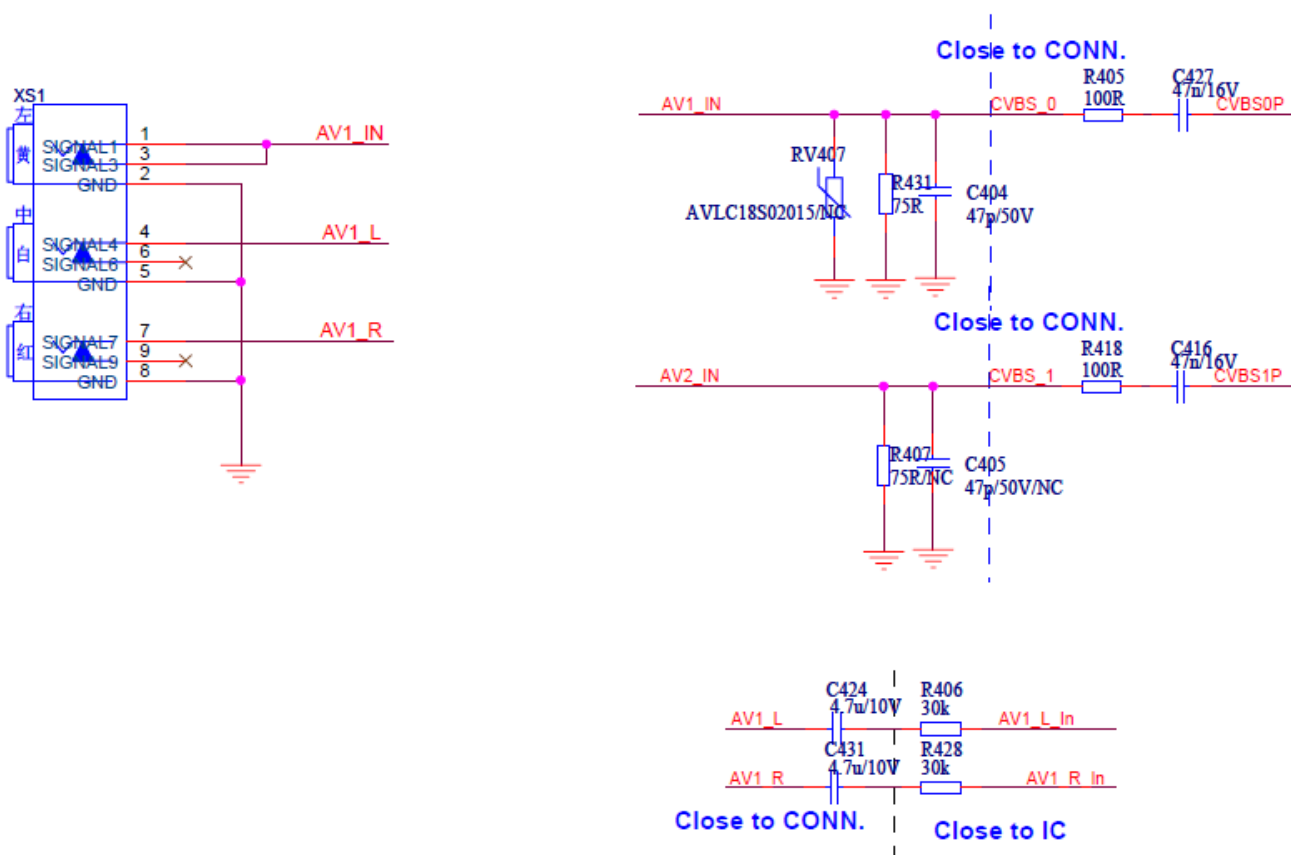 XS1
左
黄
SIGNAL1
SIGNAL3
GND
1
3
2
AV1_IN
中
白
SIGNAL4
SIGNAL6
GND
4
6
5
AV1_L
右
红
SIGNAL7
SIGNAL9
GND
7
9
8
AV1_R
Close to CONN.
AV1_IN
CVBS_0
R405
100R
C427
47n/16V
CVBS0P
RV407
AVLC18S02015/NC
R431
75R
C404
47p/50V
Close to CONN.
AV2_IN
CVBS_1
R418
100R
C416
47n/16V
CVBS1P
R407
75R/NC
C405
47p/50V/NC
C424
4.7u/10V
R406
30k
AV1_L
AV1_L_In
C431
4.7u/10V
R428
30k
AV1_R
AV1_R_In
Close to CONN.
Close to IC